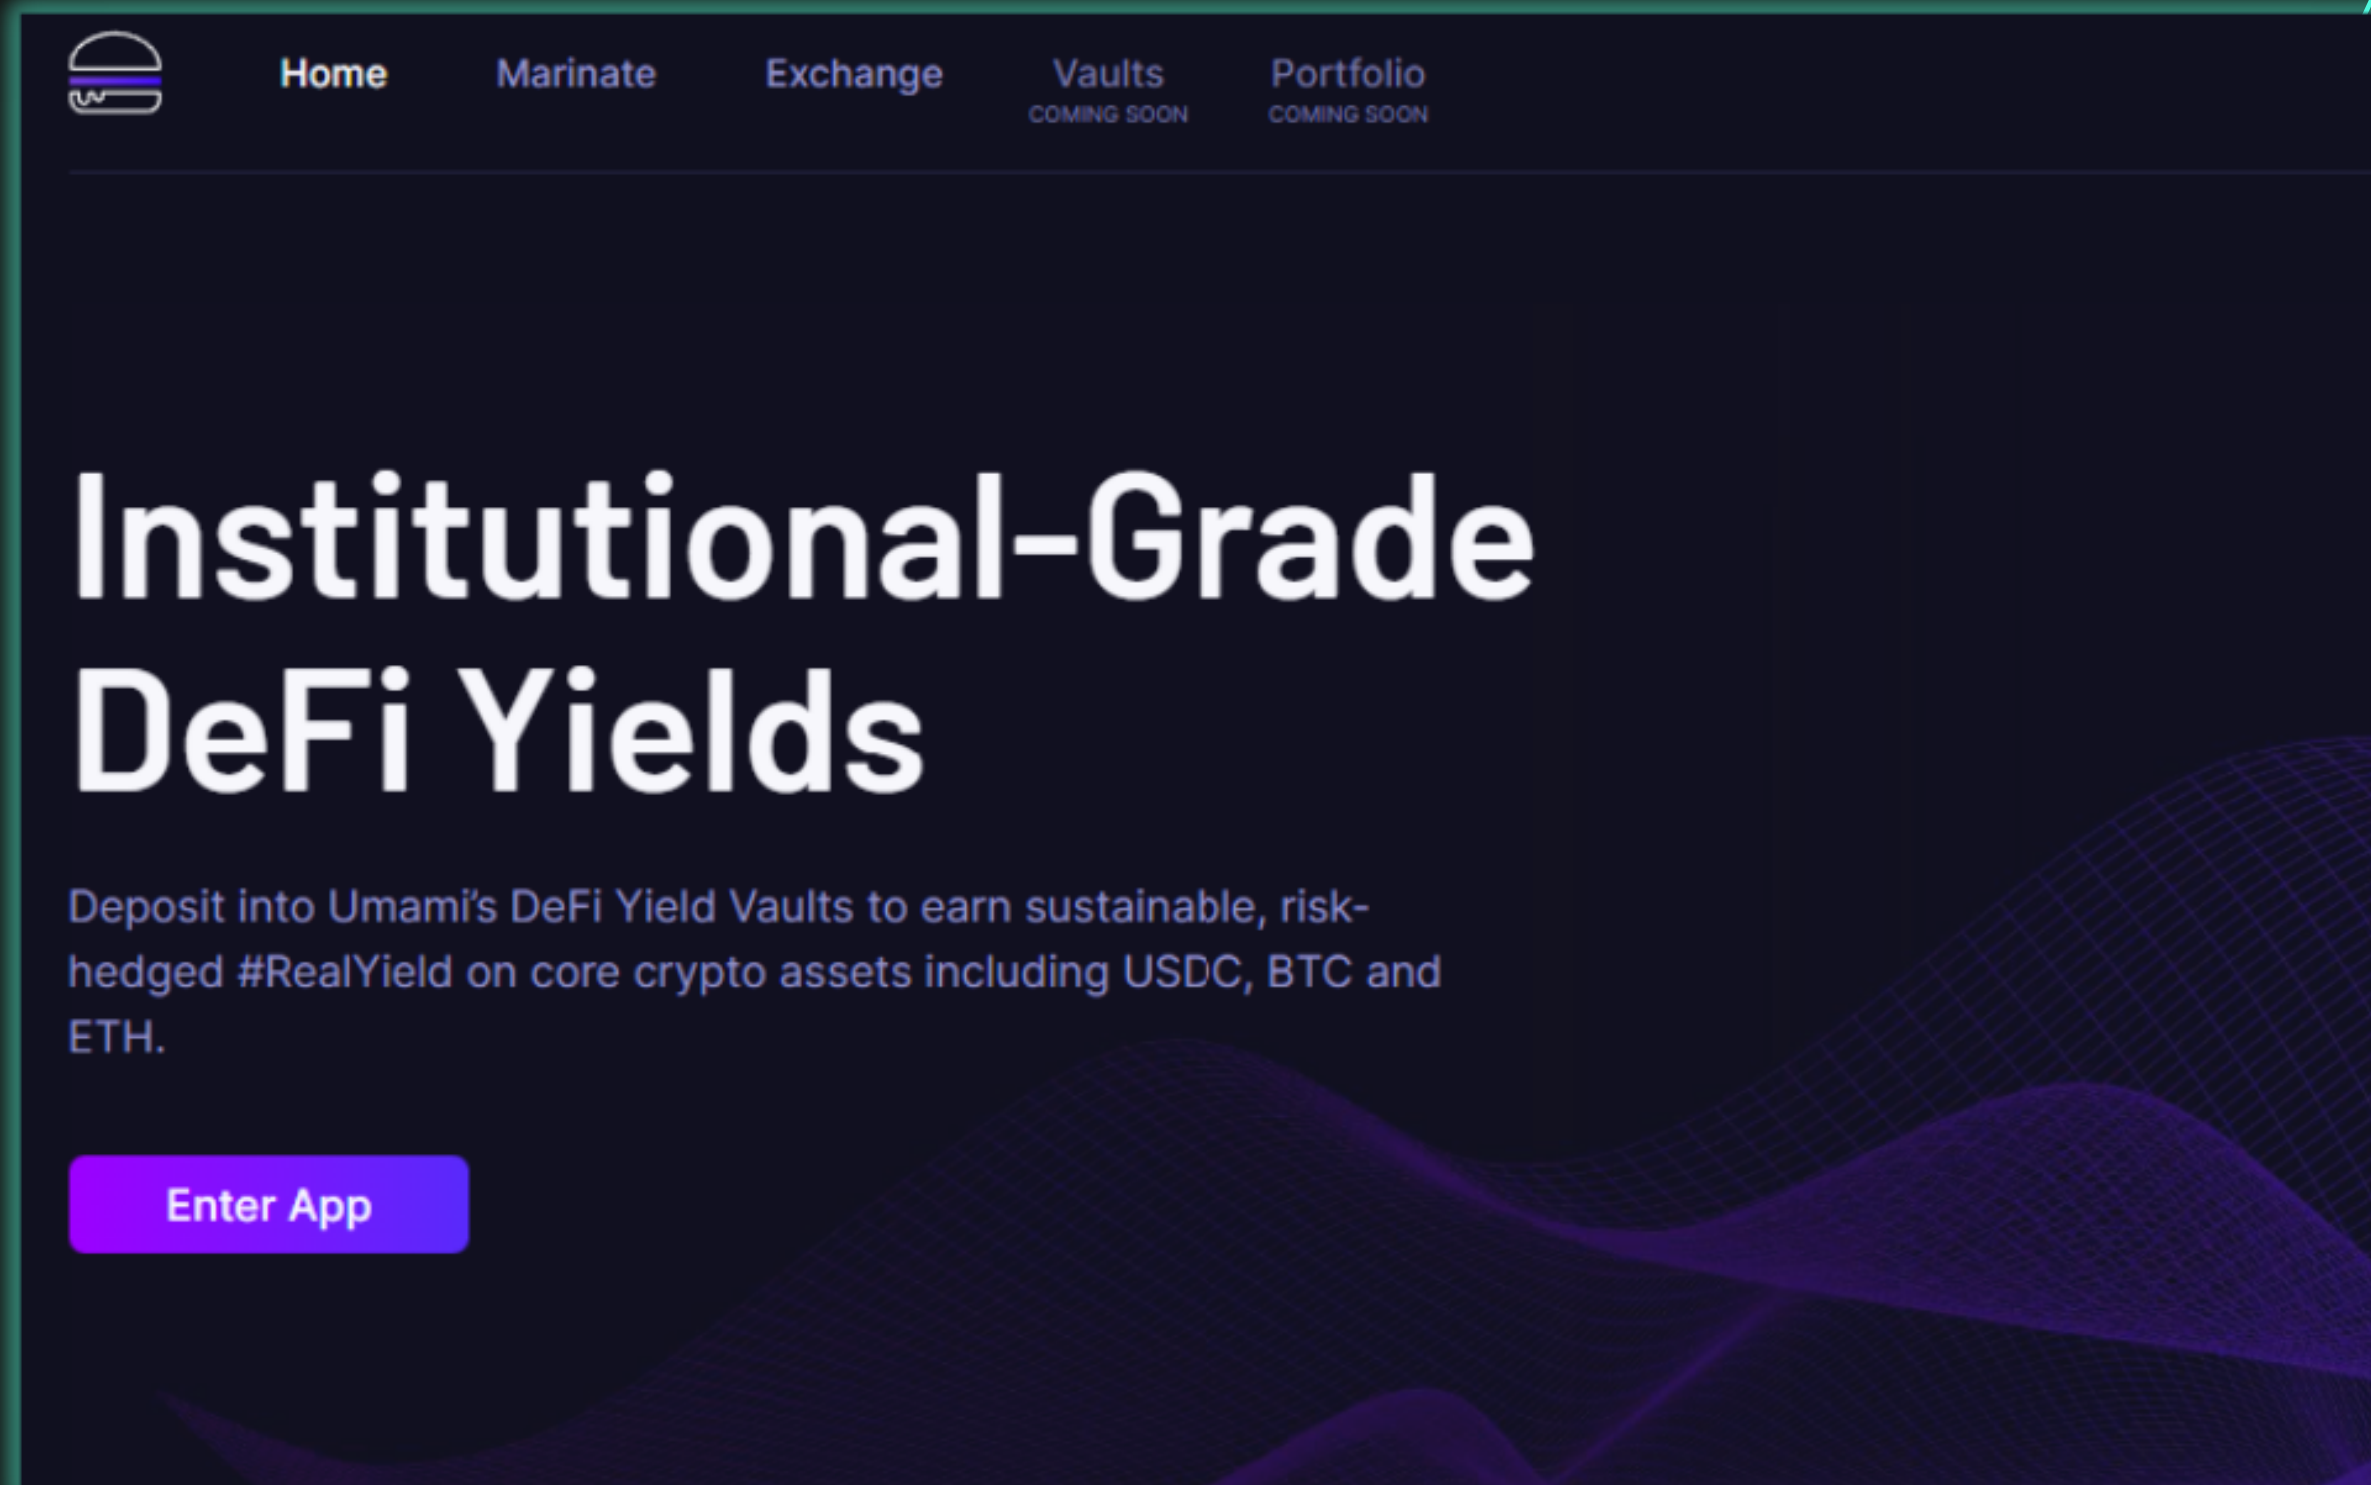 Home Marinate Exchange Vaults Portfolio
COMING SOON COMING SOON
Institutional-Grade
DeFi Yields
Deposit into Umami’s DeFi Yield Vaults to earn sustainable, risk-
hedged #RealYield on core crypto assets including USDC, BTC and
ETH.
Enter App